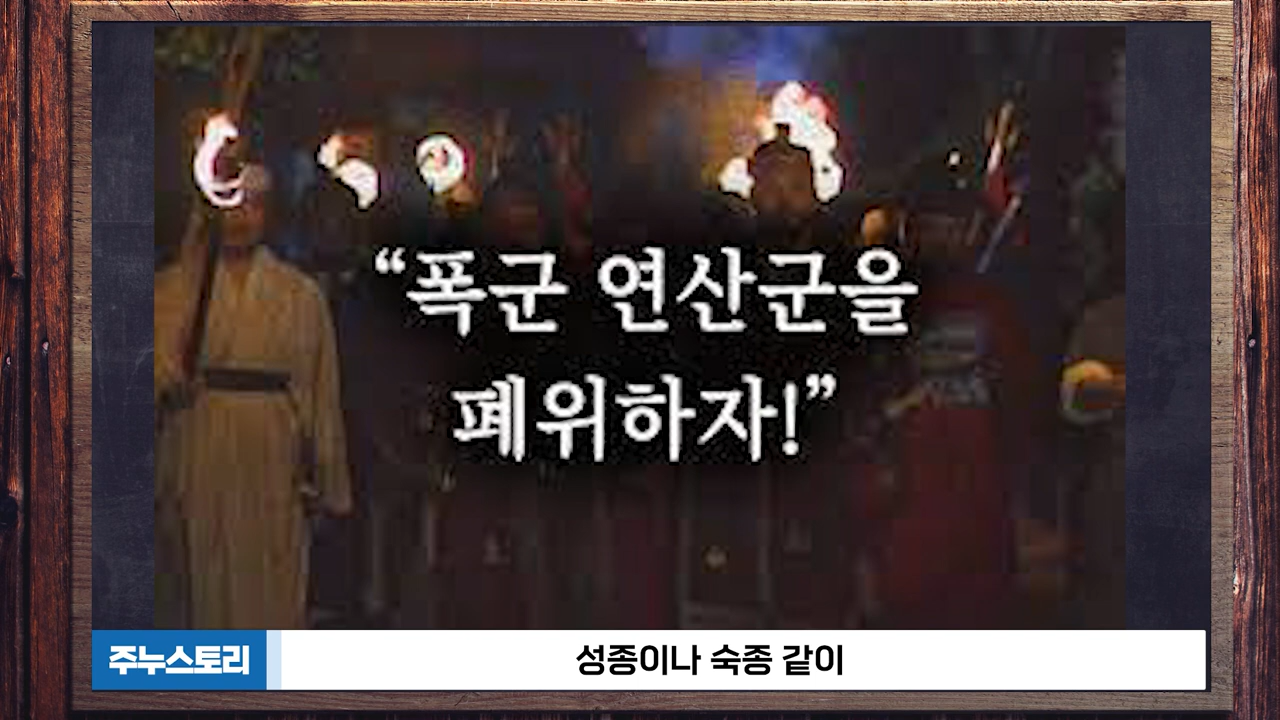 “폭군 연산군을
폐위하자!”
주누스토리
성종이나 숙종 같이